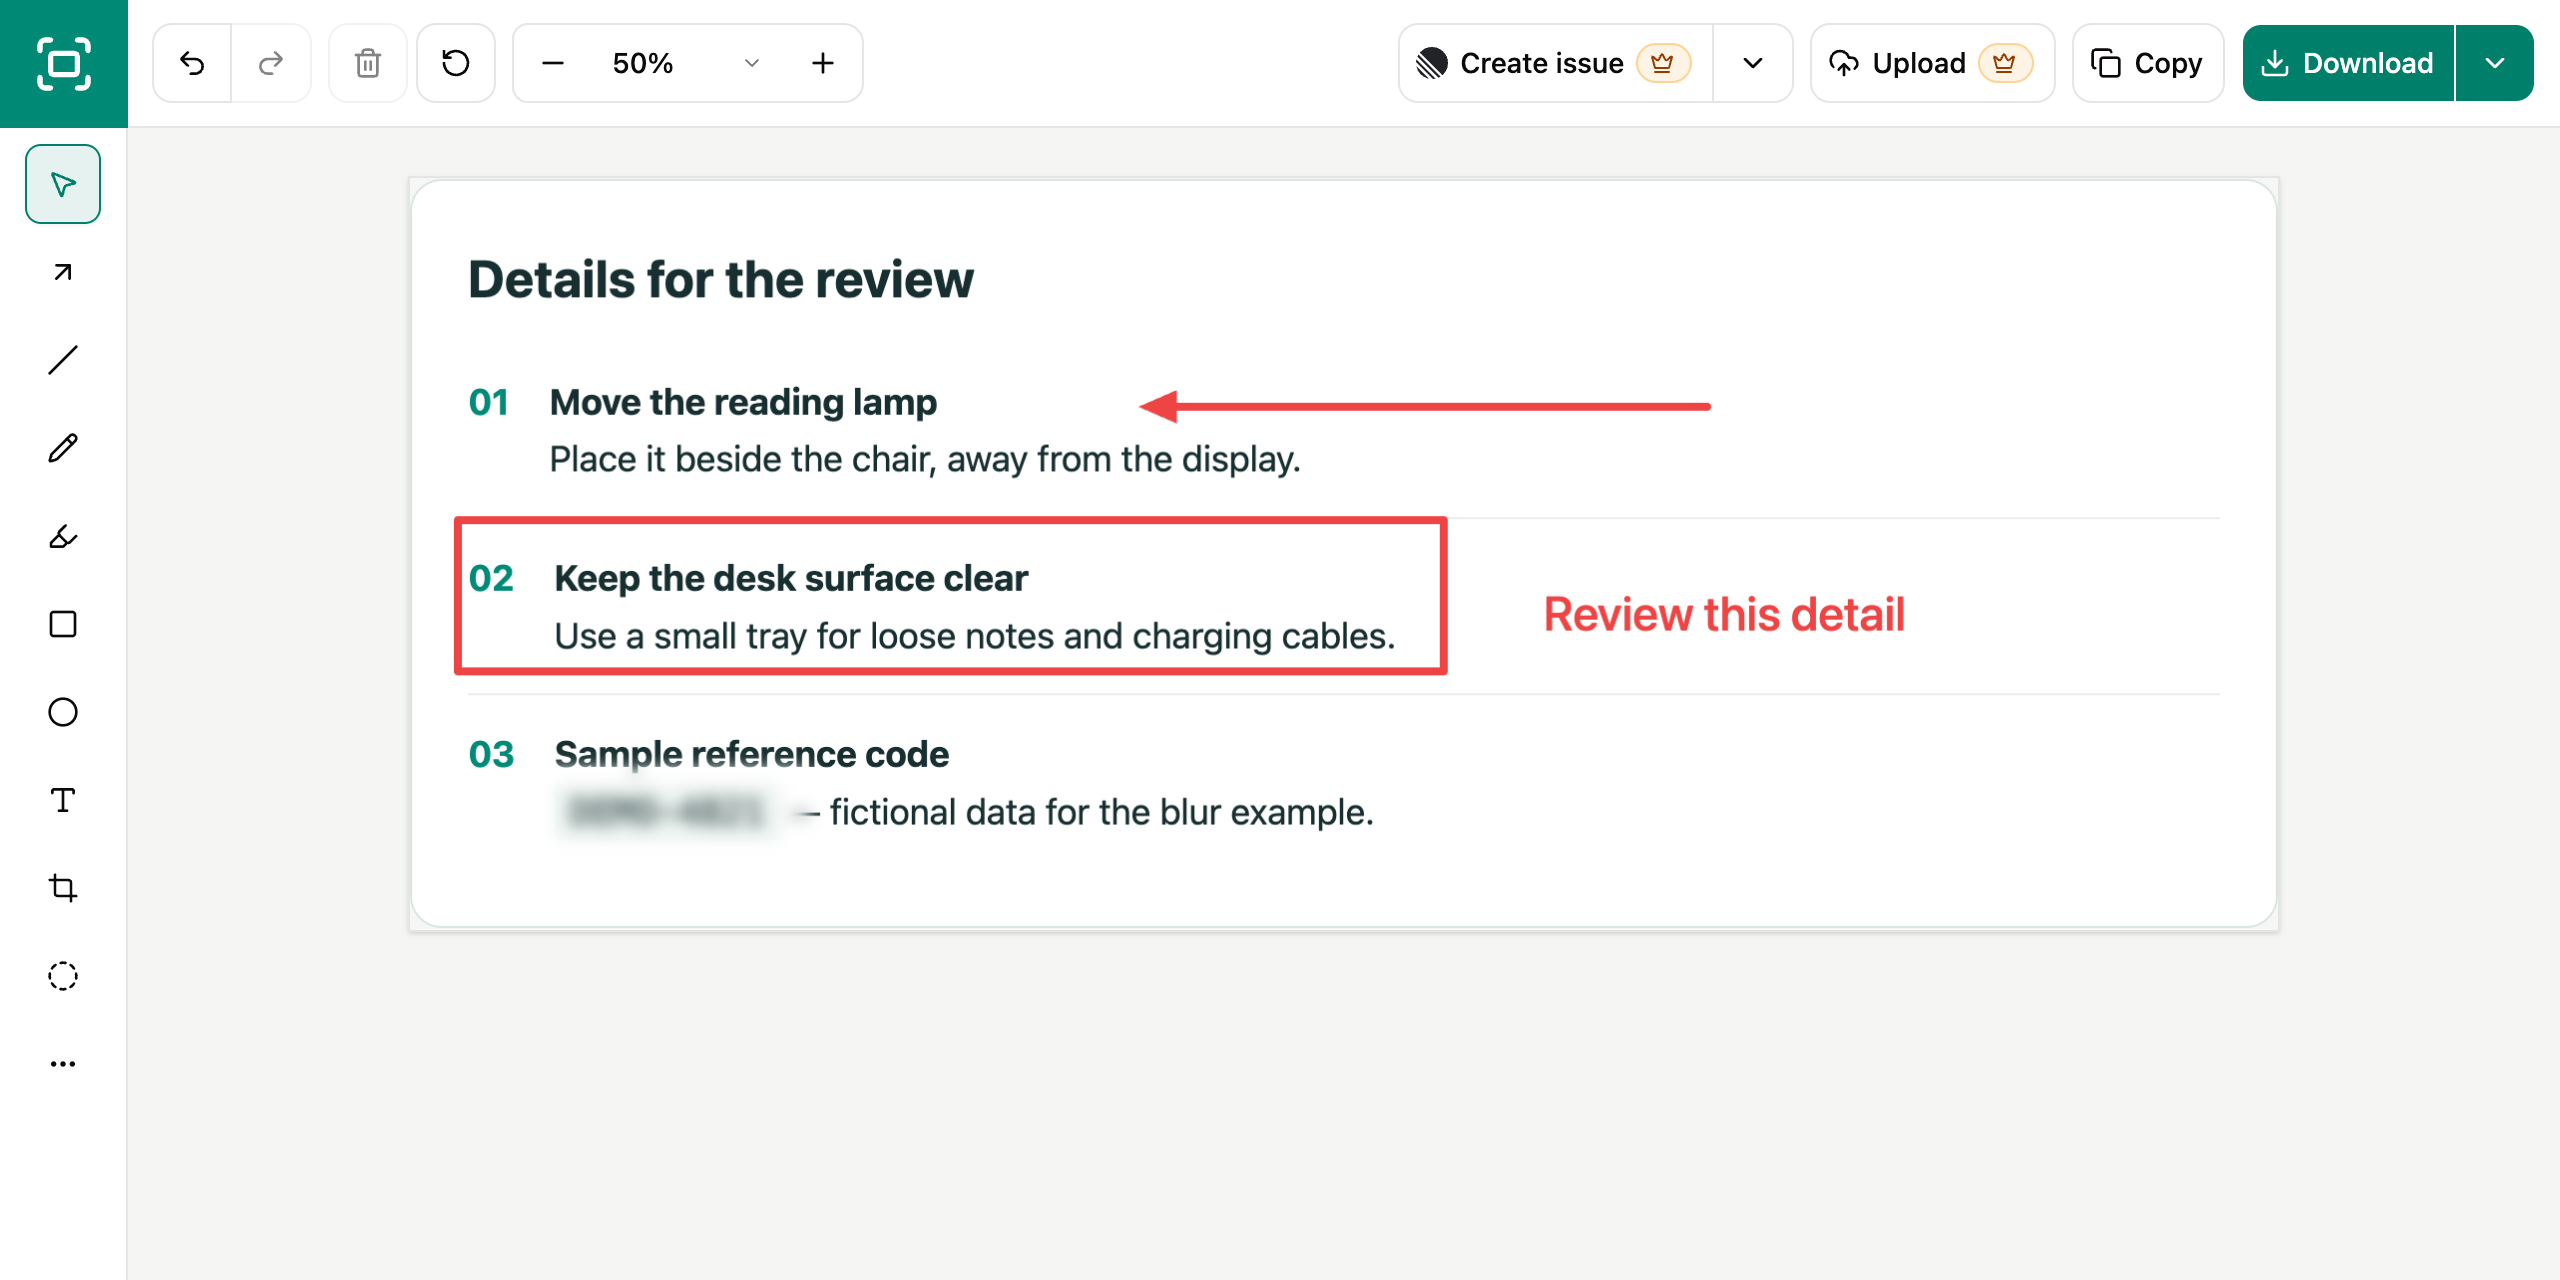 50%
Create issue
Upload
Copy
Download
Details for the review
01 Move the reading lamp
Place it beside the chair, away from the display.
02 Keep the desk surface clear
Use a small tray for loose notes and charging cables.
Review this detail
03 Sample reference code
— fictional data for the blur example.